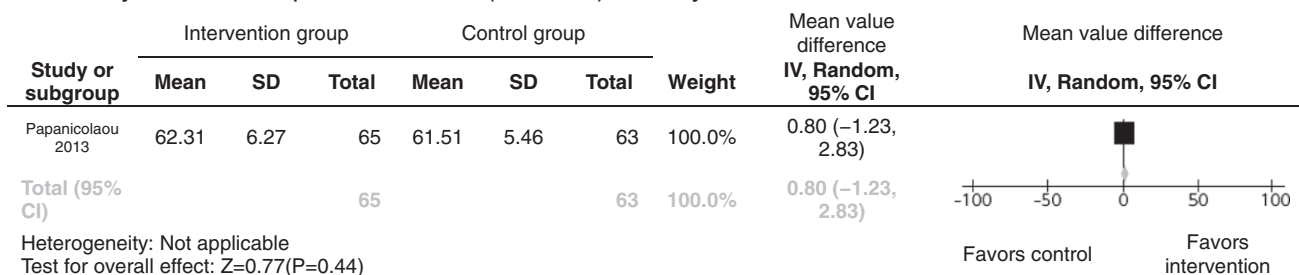 Intervention group Control group Mean value difference Mean value difference
Study or subgroup Mean SD Total Mean SD Total Weight IV, Random, 95% CI IV, Random, 95% CI
Papanicolaou 2013 62.31 6.27 65 61.51 5.46 63 100.0% 0.80 (−1.23, 2.83)
Total (95% CI) 65 63 100.0% 0.80 (−1.23, 2.83)
-100 -50 0 50 100
Heterogeneity: Not applicable
Test for overall effect: Z=0.77(P=0.44)
Favors control Favors intervention